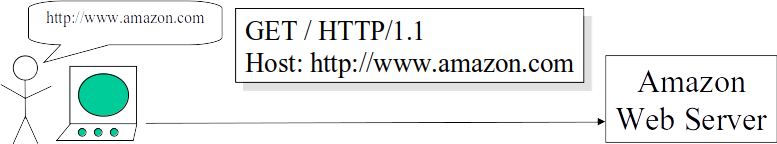 http://www.amazon.com
GET / HTTP/1.1
Host: http://www.amazon.com
Amazon
Web Server